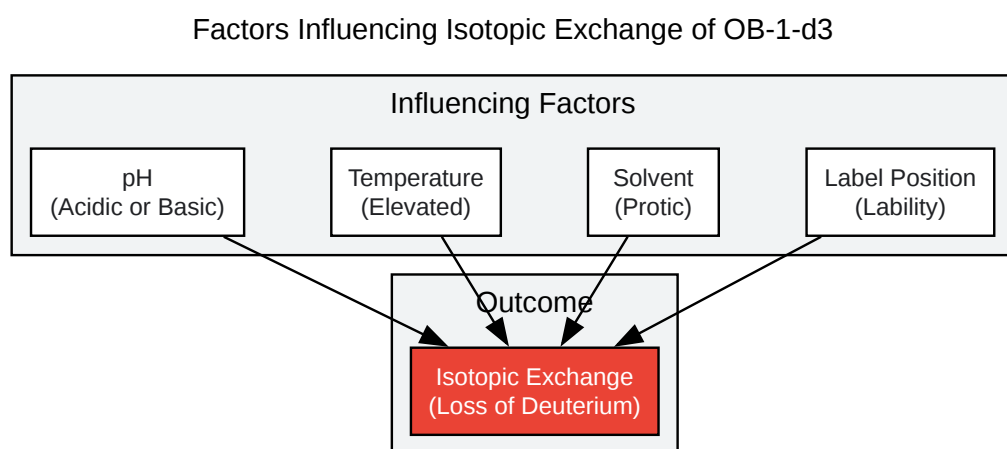 Factors Influencing Isotopic Exchange of OB-1-d3
Influencing Factors
pH
(Acidic or Basic)
Temperature
(Elevated)
Solvent
(Protic)
Label Position
(Lability)
Outcome
Isotopic Exchange
(Loss of Deuterium)